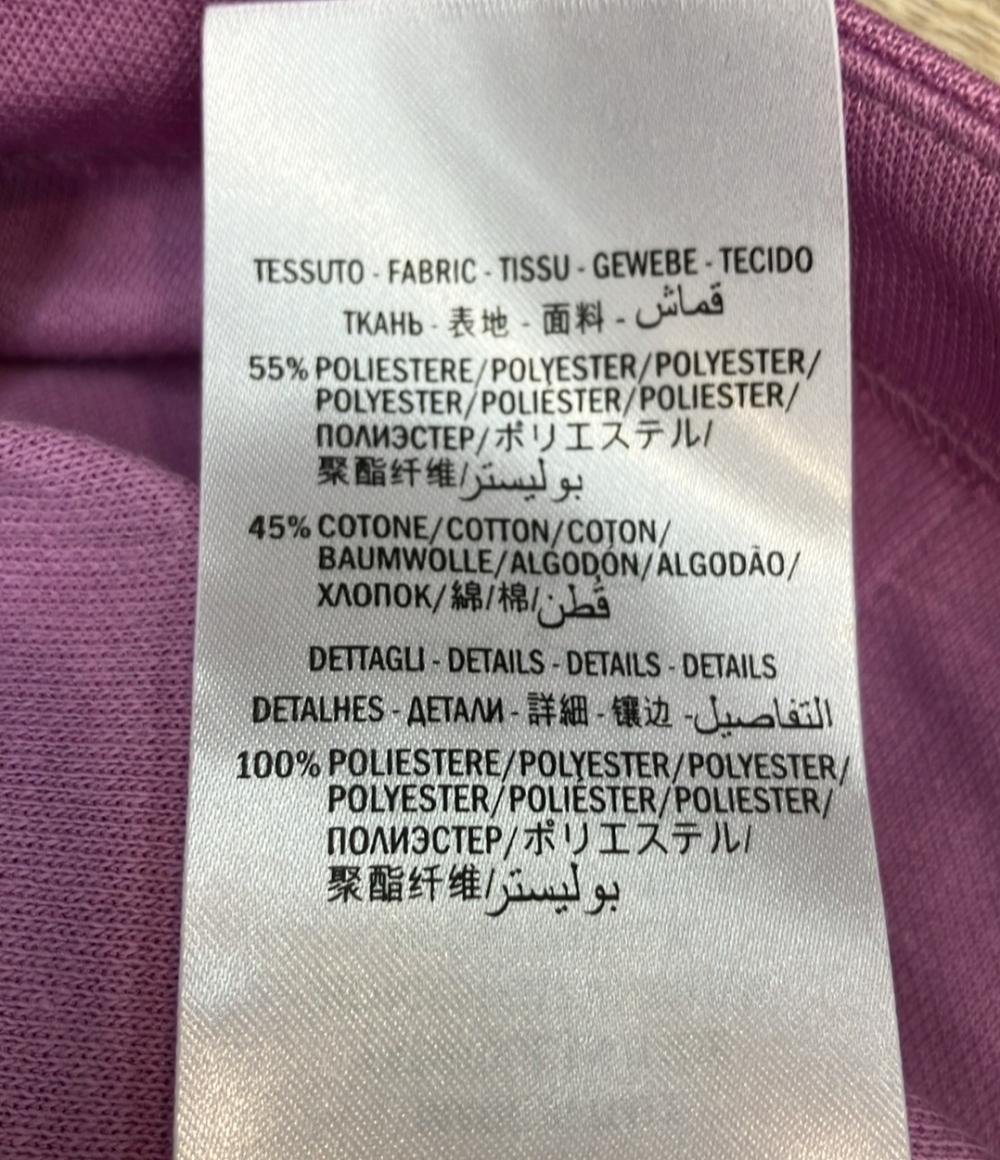 TESSUTO - FABRIC - TISSU - GEWEBE - TECIDO
ТКАНЬ - 表地 - 面料 - قماش
55% POLIESTERE/POLYESTER/POLYESTER/
POLYESTER/POLIÉSTER/POLIESTER/
ПОЛИЭСТЕР/ポリエステル/
聚酯纤维/بوليستر
45% COTONE/COTTON/COTON/
BAUMWOLLE/ALGODÓN/ALGODÃO/
ХЛОПОК/綿/棉/قطن
DETTAGLI - DETAILS - DETAILS - DETAILS
DETALHES - ДЕТАЛИ - 詳細 - 镶边 - التفاصيل
100% POLIESTERE/POLYESTER/POLYESTER/
POLYESTER/POLIÉSTER/POLIESTER/
ПОЛИЭСТЕР/ポリエステル/
聚酯纤维/بوليستر